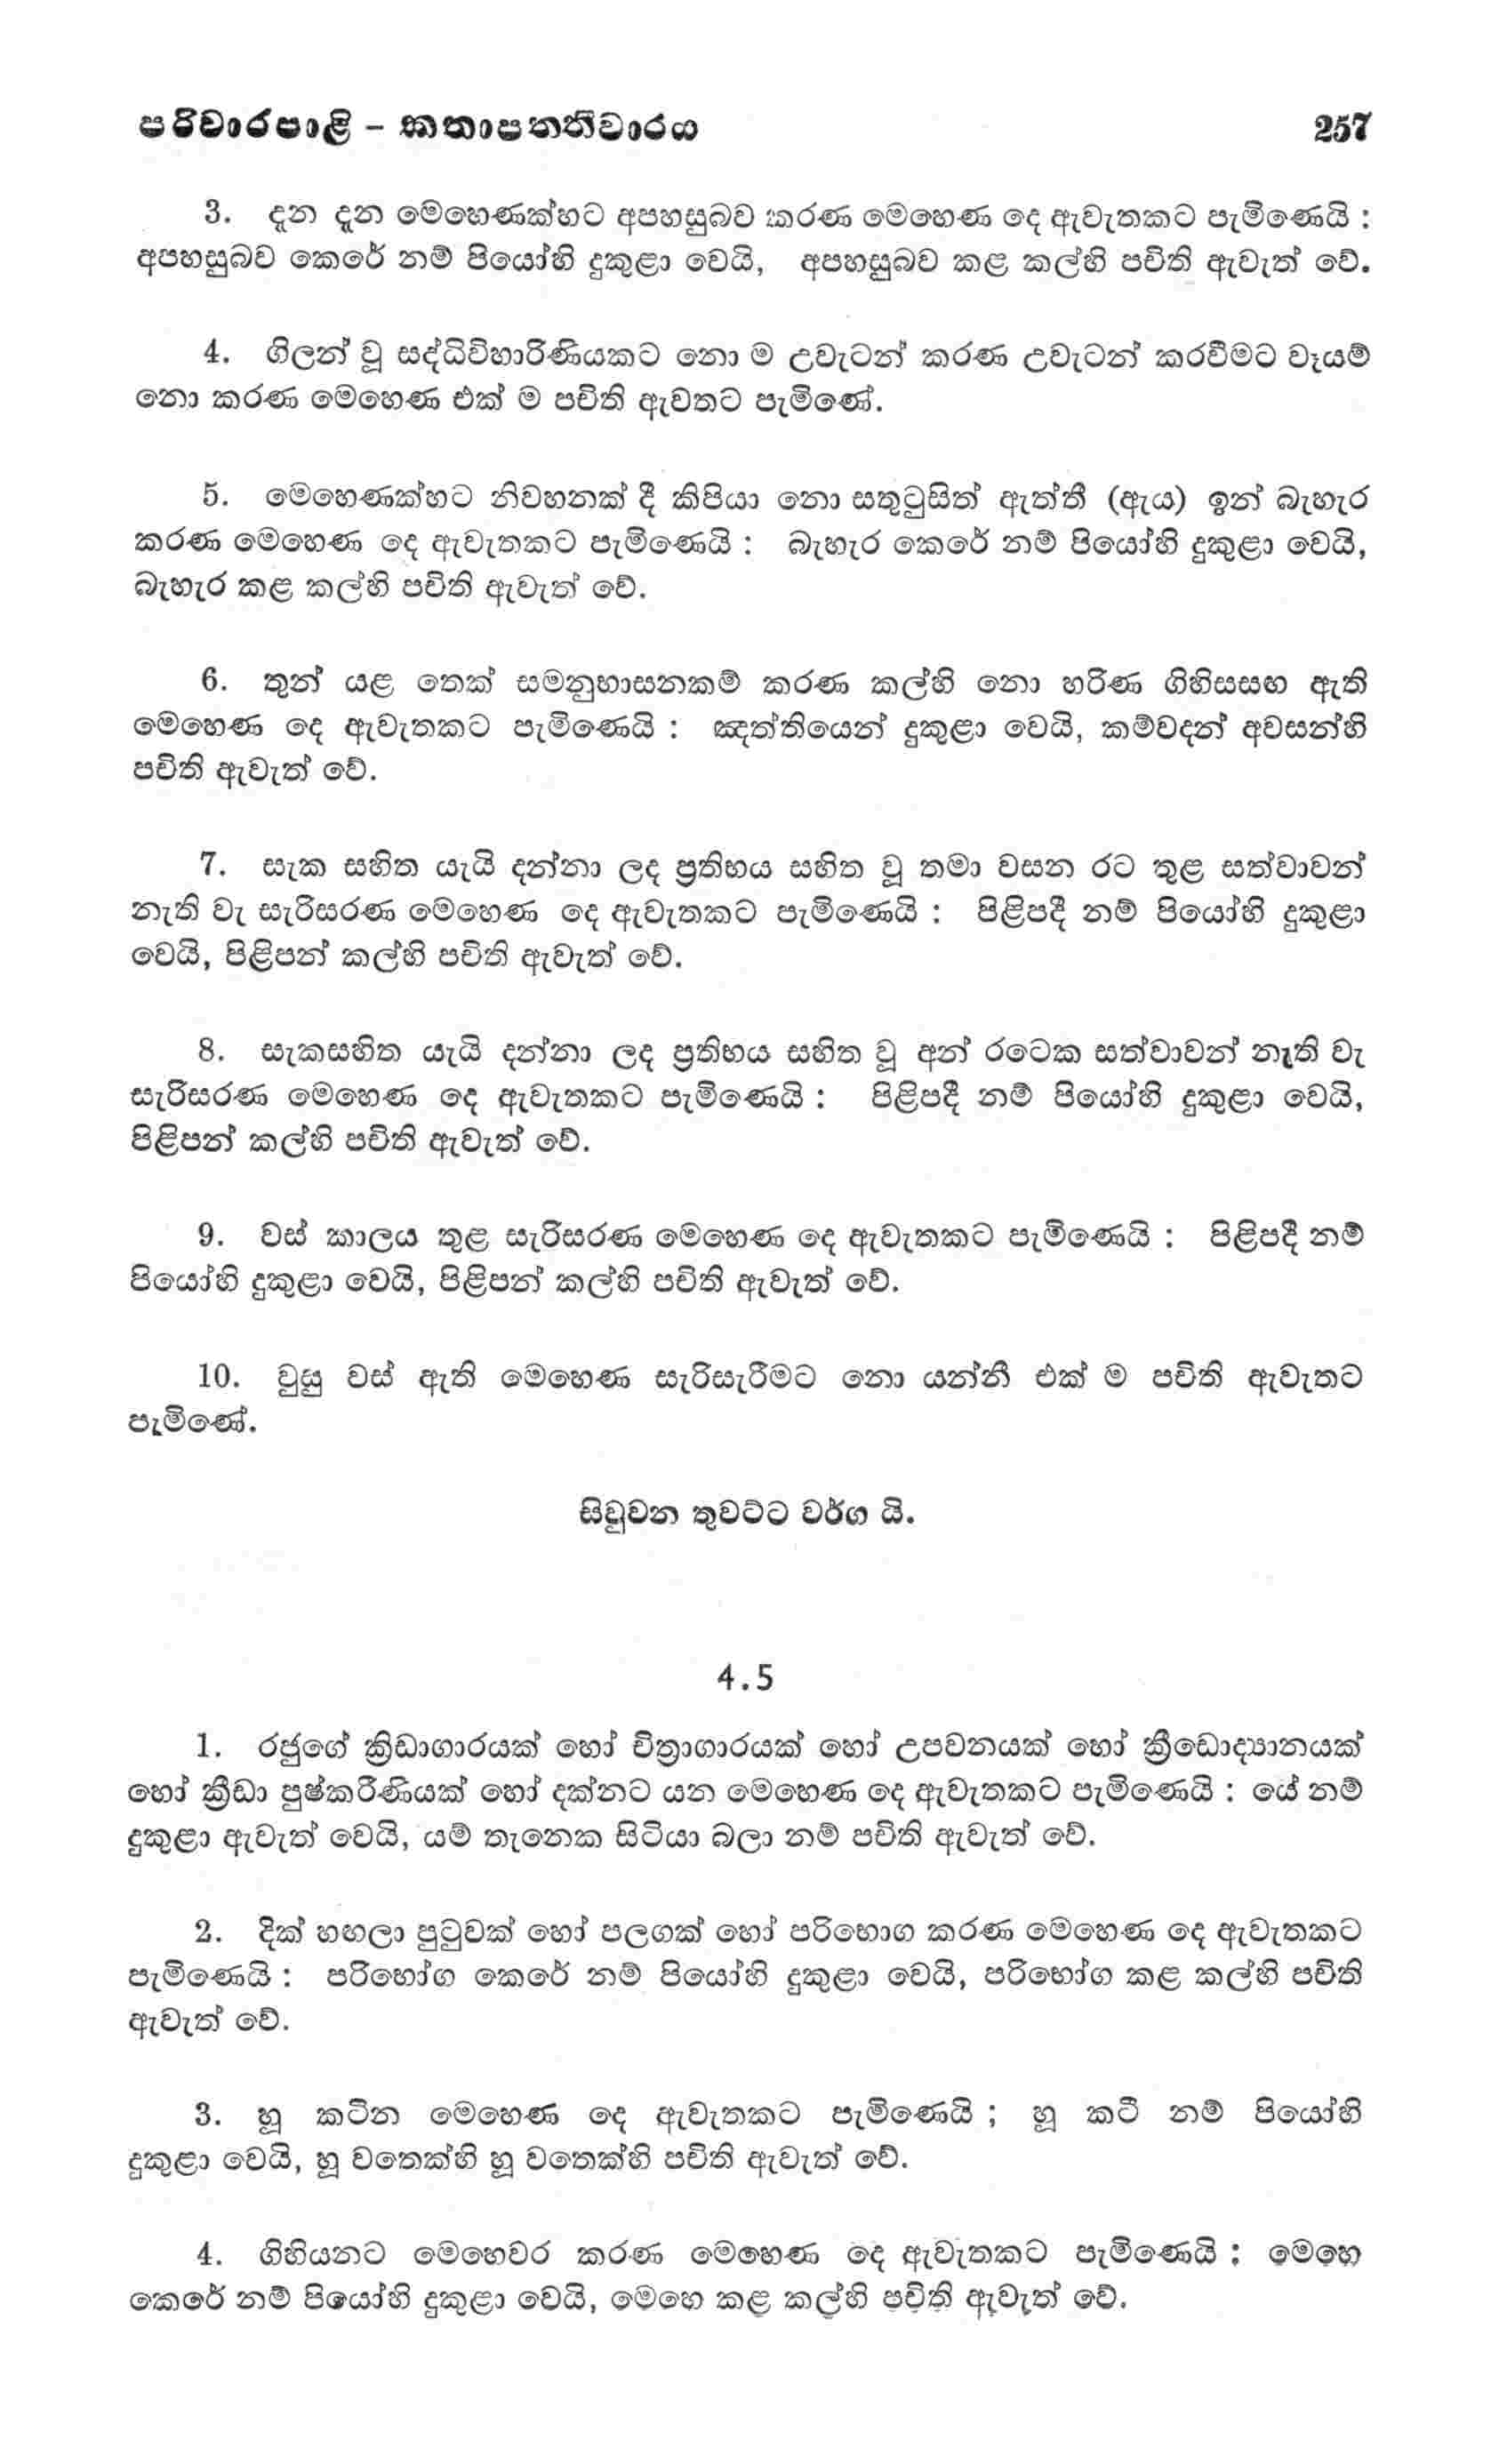 පරිවාරපාළි – කතාපතතිවාරය 257
3. දැන දැන මෙහෙණක්හට අපහසුබව කරණ මෙහෙණ දෙ ඇවැතකට පැමිණෙයි :
අපහසුබව කෙරේ නම් පියෝහි දුකුළා වෙයි, අපහසුබව කළ කල්හි පචිති ඇවැත් වේ.
4. ගිලන් වූ සද්ධිවිහාරිණියකට නො ම උවැටන් කරණ උවැටන් කරවීමට වෑයම්
නො කරණ මෙහෙණ එක් ම පචිති ඇවතට පැමිණේ.
5. මෙහෙණක්හට නිවහනක් දී කිපියා නො සතුටුසිත් ඇත්තී (ඇය) ඉන් බැහැර
කරණ මෙහෙණ දෙ ඇවැතකට පැමිණෙයි : බැහැර කෙරේ නම් පියෝහි දුකුළා වෙයි,
බැහැර කළ කල්හි පචිති ඇවැත් වේ.
6. තුන් යළ තෙක් සමනුභාසනකම් කරණ කල්හි නො හරිණ ගිහිසසඟ ඇති
මෙහෙණ දෙ ඇවැතකට පැමිණෙයි : ඤත්තියෙන් දුකුළා වෙයි, කම්වදන් අවසන්හි
පචිති ඇවැත් වේ.
7. සැක සහිත යැයි දන්නා ලද ප්‍රතිභය සහිත වූ තමා වසන රට තුළ සත්වාවන්
නැති වැ සැරිසරණ මෙහෙණ දෙ ඇවැතකට පැමිණෙයි : පිළිපදී නම් පියෝහි දුකුළා
වෙයි, පිළිපන් කල්හි පචිති ඇවැත් වේ.
8. සැකසහිත යැයි දන්නා ලද ප්‍රතිභය සහිත වූ අන් රටෙක සත්වාවන් නැති වැ
සැරිසරණ මෙහෙණ දෙ ඇවැතකට පැමිණෙයි : පිළිපදී නම් පියෝහි දුකුළා වෙයි,
පිළිපන් කල්හි පචිති ඇවැත් වේ.
9. වස් කාලය තුළ සැරිසරණ මෙහෙණ දෙ ඇවැතකට පැමිණෙයි : පිළිපදී නම්
පියෝහි දුකුළා වෙයි, පිළිපන් කල්හි පචිති ඇවැත් වේ.
10. වුසු වස් ඇති මෙහෙණ සැරිසැරීමට නො යන්නී එක් ම පචිති ඇවැතට
පැමිණේ.
සිවුවන තුවට්ට වර්ග යි.
4.5
1. රජුගේ ක්‍රිඩාගාරයක් හෝ චිත්‍රාගාරයක් හෝ උපවනයක් හෝ ක්‍රීඩොද්‍යානයක්
හෝ ක්‍රීඩා පුෂ්කරිණියක් හෝ දක්නට යන මෙහෙණ දෙ ඇවැතකට පැමිණෙයි : යේ නම්
දුකුළා ඇවැත් වෙයි, යම් තැනෙක සිටියා බලා නම් පචිති ඇවැත් වේ.
2. දික් හඟලා පුටුවක් හෝ පලගක් හෝ පරිභොග කරණ මෙහෙණ දෙ ඇවැතකට
පැමිණෙයි : පරිභෝග කෙරේ නම් පියෝහි දුකුළා වෙයි, පරිභෝග කළ කල්හි පචිති
ඇවැත් වේ.
3. හූ කටින මෙහෙණ දෙ ඇවැතකට පැමිණෙයි ; හූ කටී නම් පියෝහි
දුකුළා වෙයි, හූ වතෙක්හි හූ වතෙක්හි පචිති ඇවැත් වේ.
4. ගිහියනට මෙහෙවර කරණ මෙහෙණ දෙ ඇවැතකට පැමිණෙයි : මෙහෙ
කෙරේ නම් පියෝහි දුකුළා වෙයි, මෙහෙ කළ කල්හි පචිති ඇවැත් වේ.